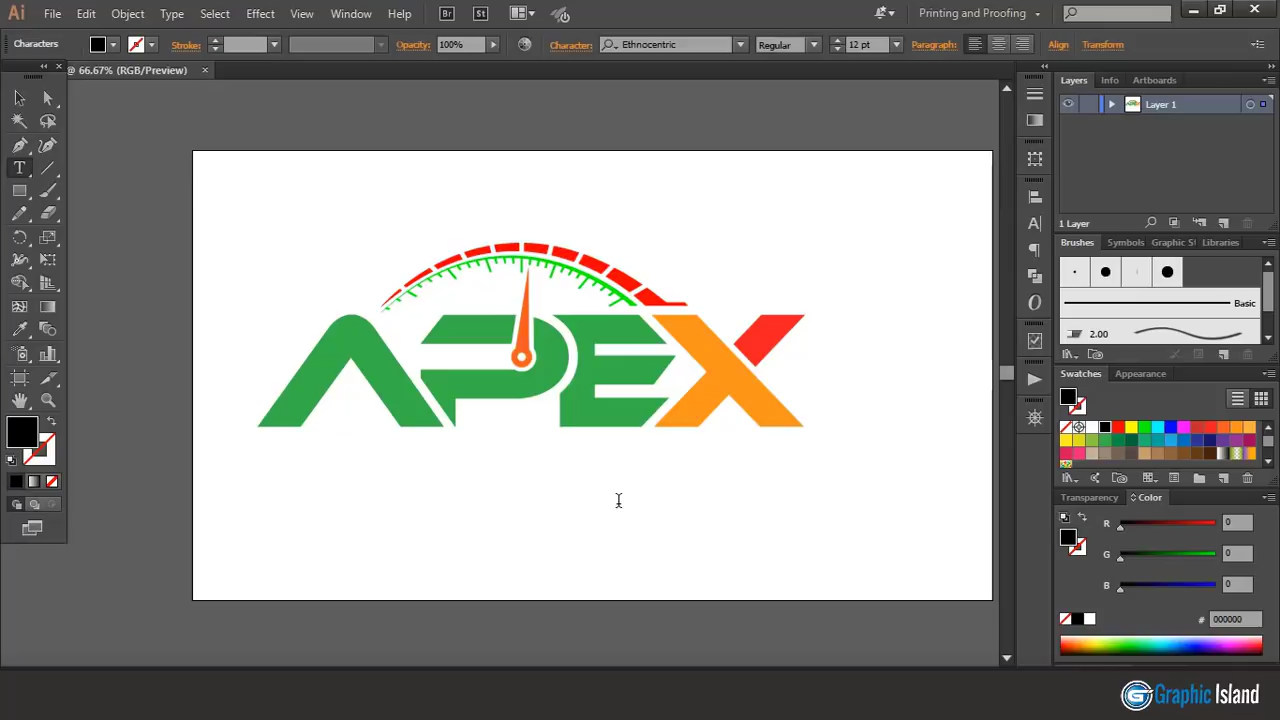 Ai File Edit Object Type Select Effect View Window Help Br St Printing and Proofing
Characters Stroke: Opacity: 100% Character: Ethnocentric Regular 12 pt Paragraph: Align Transform
@ 66.67% (RGB/Preview)
Layers Info Artboards
Layer 1
1 Layer
Brushes Symbols Graphic St Libraries
Basic
2.00
Swatches Appearance
Transparency Color
R 0
G 0
B 0
# 000000
APEX
Graphic Island